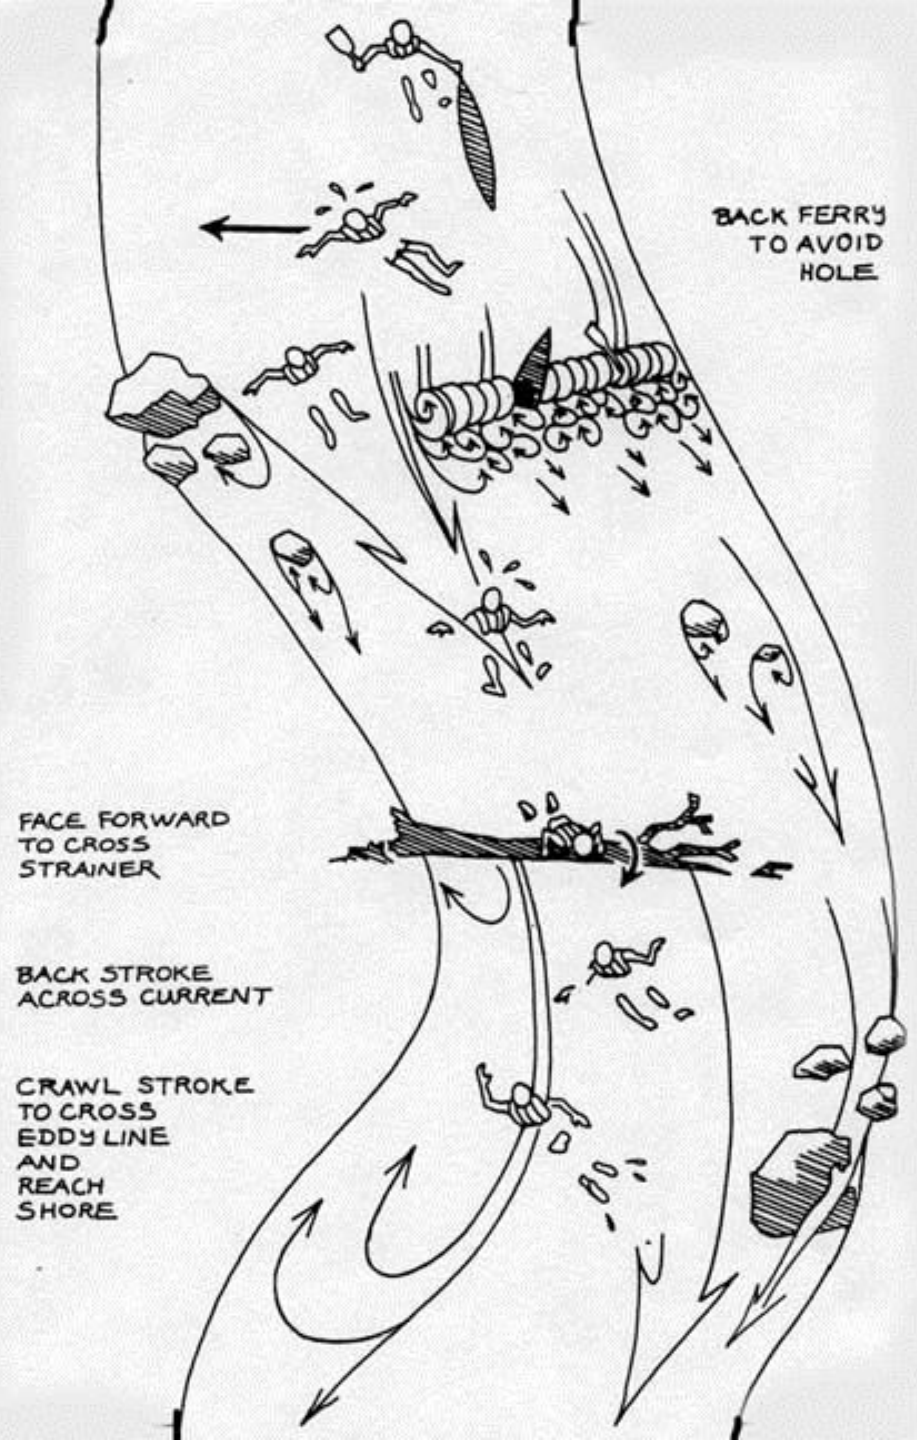 BACK FERRY
TO AVOID
HOLE
FACE FORWARD
TO CROSS
STRAINER
BACK STROKE
ACROSS CURRENT
CRAWL STROKE
TO CROSS
EDDY LINE
AND
REACH
SHORE